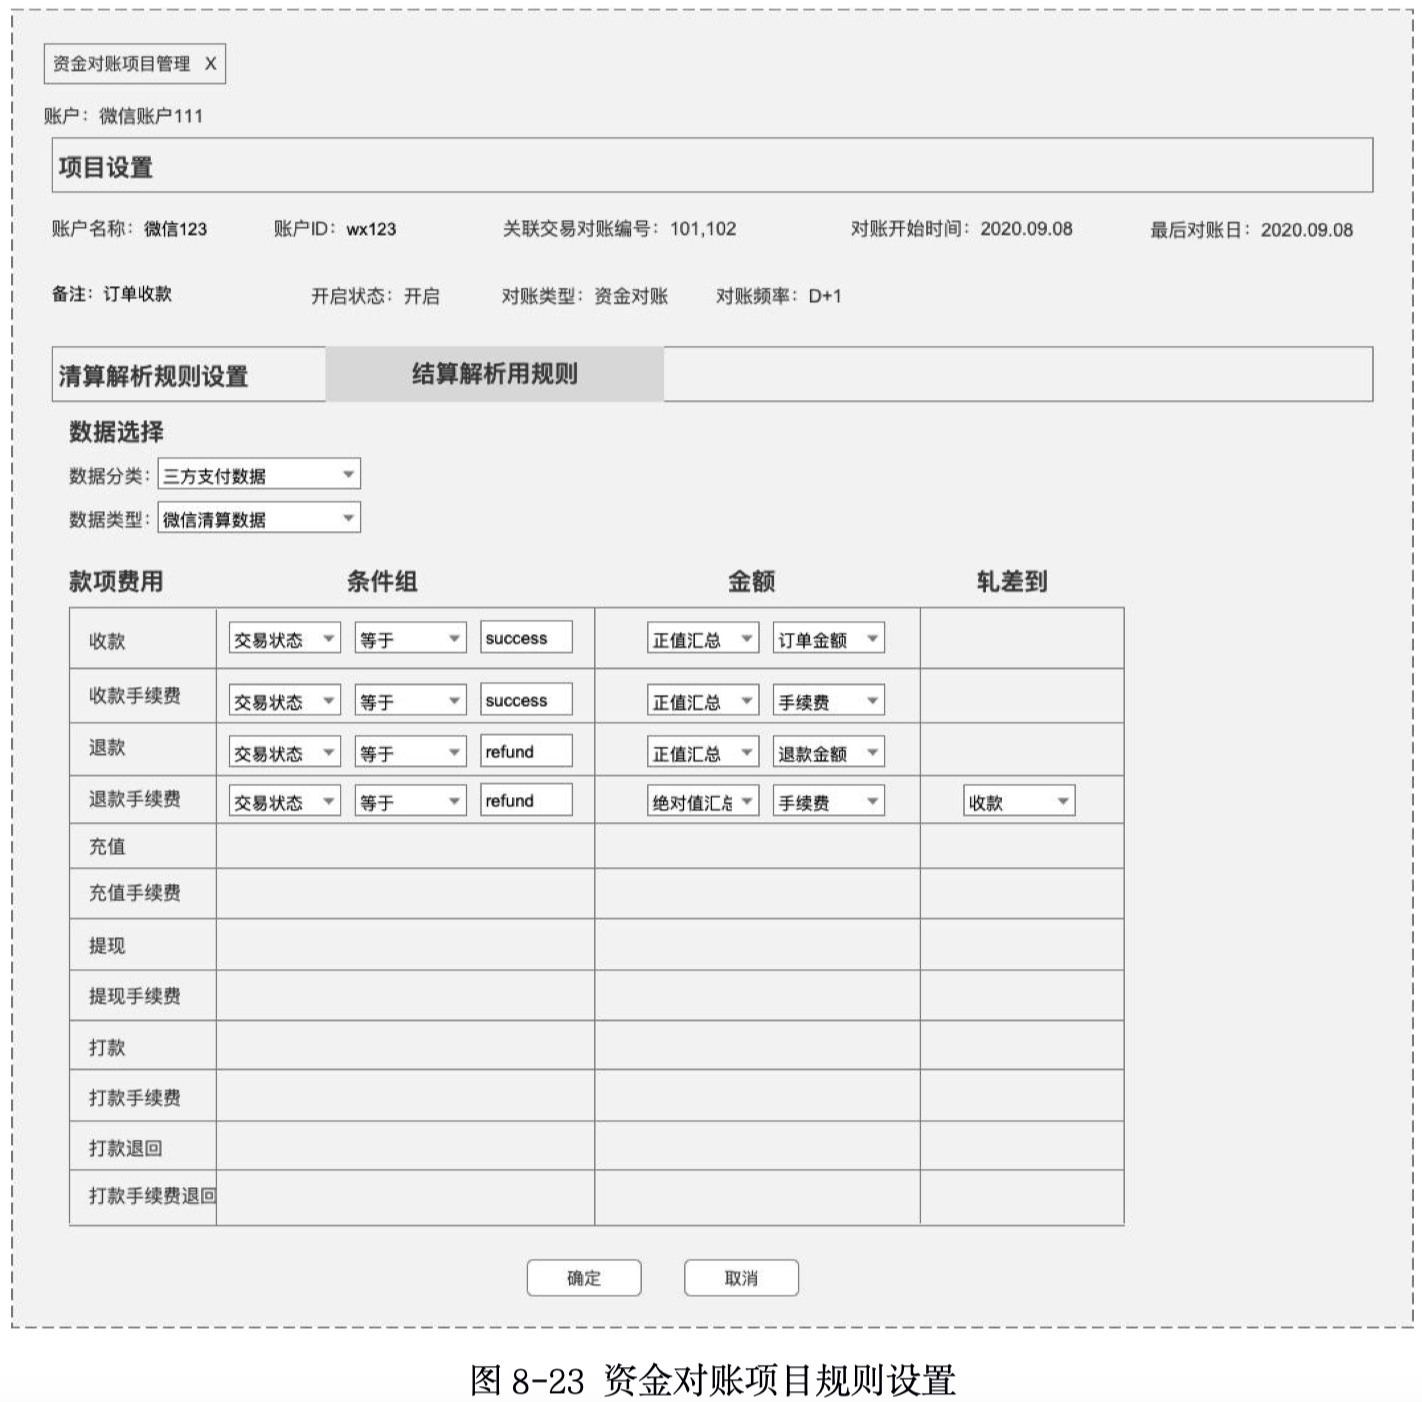 资金对账项目管理 X
账户：微信账户111
项目设置
账户名称：微信123 账户ID：wx123 关联交易对账编号：101,102 对账开始时间：2020.09.08 最后对账日：2020.09.08
备注：订单收款 开启状态：开启 对账类型：资金对账 对账频率：D+1
清算解析规则设置 结算解析用规则
数据选择
数据分类：三方支付数据
数据类型：微信清算数据
款项费用 条件组 金额 轧差到
收款 交易状态 等于 success 正值汇总 订单金额
收款手续费 交易状态 等于 success 正值汇总 手续费
退款 交易状态 等于 refund 正值汇总 退款金额
退款手续费 交易状态 等于 refund 绝对值汇总 手续费 收款
充值
充值手续费
提现
提现手续费
打款
打款手续费
打款退回
打款手续费退回
确定 取消
图 8-23 资金对账项目规则设置